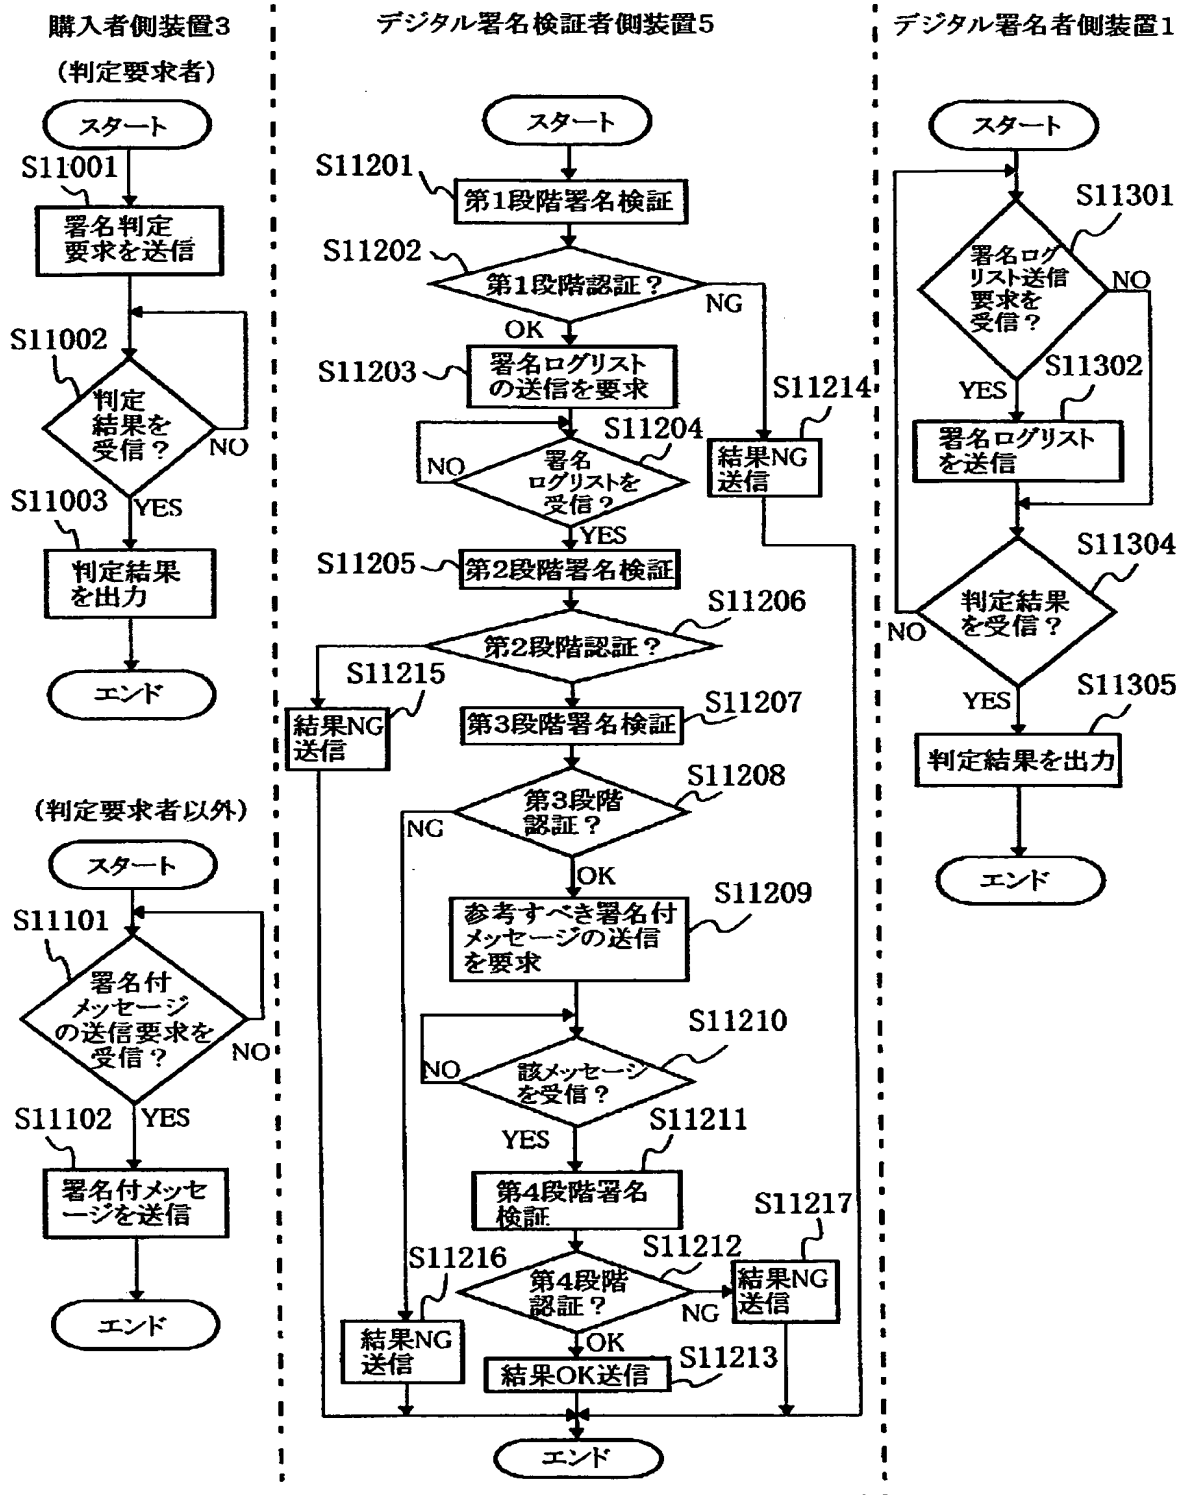 購入者側装置3
(判定要求者)
スタート
S11001
署名判定
要求を送信
S11002
判定
結果を
受信？
NO
YES
S11003
判定結果
を出力
エンド
(判定要求者以外)
スタート
S11101
署名付
メッセージ
の送信要求を
受信？
NO
YES
S11102
署名付メッセ
ージを送信
エンド
デジタル署名検証者側装置5
スタート
S11201
第1段階署名検証
S11202
第1段階認証？
NG
OK
S11203
署名ログリスト
の送信を要求
S11214
結果NG
送信
S11204
署名
ログリストを
受信？
NO
YES
S11205
第2段階署名検証
S11206
第2段階認証？
S11215
結果NG
送信
S11207
第3段階署名検証
S11208
第3段階
認証？
NG
OK
S11209
参考すべき署名付
メッセージの送信
を要求
S11210
該メッセージ
を受信？
NO
YES
S11211
第4段階署名
検証
S11212
第4段階
認証？
NG
S11217
結果NG
送信
S11216
結果NG
送信
OK
S11213
結果OK送信
エンド
デジタル署名者側装置1
スタート
S11301
署名ログ
リスト送信
要求を
受信？
NO
YES
S11302
署名ログリスト
を送信
S11304
判定結果
を受信？
NO
YES
S11305
判定結果を出力
エンド